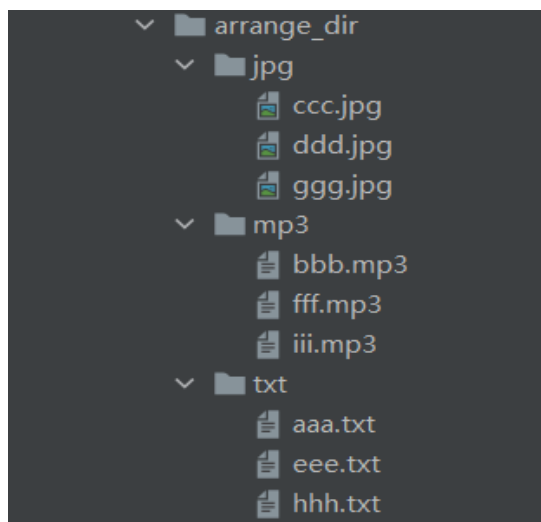 arrange_dir
jpg
ccc.jpg
ddd.jpg
ggg.jpg
mp3
bbb.mp3
fff.mp3
iii.mp3
txt
aaa.txt
eee.txt
hhh.txt